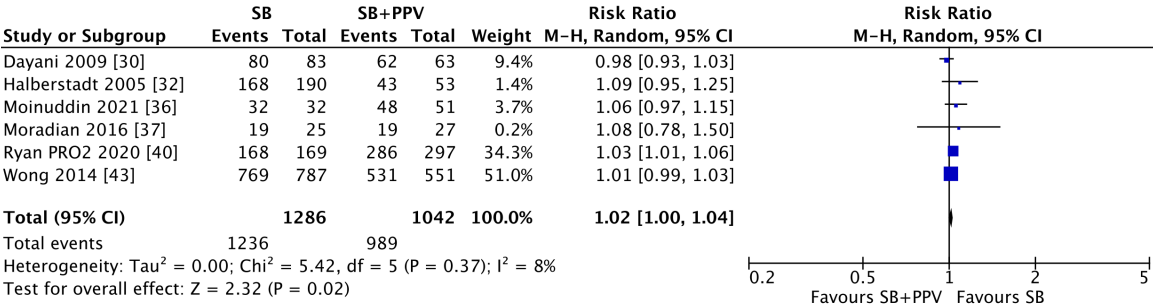 SB SB+PPV Risk Ratio Risk Ratio
Study or Subgroup Events Total Events Total Weight M-H, Random, 95% CI M-H, Random, 95% CI
Dayani 2009 [30] 80 83 62 63 9.4% 0.98 [0.93, 1.03]
Halberstadt 2005 [32] 168 190 43 53 1.4% 1.09 [0.95, 1.25]
Moinuddin 2021 [36] 32 32 48 51 3.7% 1.06 [0.97, 1.15]
Moradian 2016 [37] 19 25 19 27 0.2% 1.08 [0.78, 1.50]
Ryan PRO2 2020 [40] 168 169 286 297 34.3% 1.03 [1.01, 1.06]
Wong 2014 [43] 769 787 531 551 51.0% 1.01 [0.99, 1.03]
Total (95% CI) 1286 1042 100.0% 1.02 [1.00, 1.04]
Total events 1236 989
Heterogeneity: Tau² = 0.00; Chi² = 5.42, df = 5 (P = 0.37); I² = 8%
Test for overall effect: Z = 2.32 (P = 0.02)
0.2 0.5 1 2 5
Favours SB+PPV Favours SB